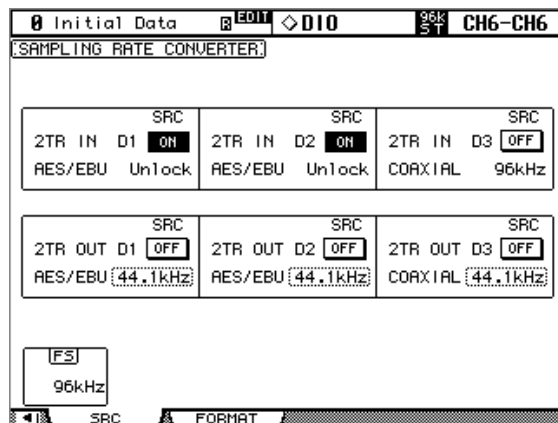 0 Initial Data R EDIT ◇DIO 96k ST CH6-CH6
SAMPLING RATE CONVERTER
SRC SRC SRC
2TR IN D1 ON 2TR IN D2 ON 2TR IN D3 OFF
AES/EBU Unlock AES/EBU Unlock COAXIAL 96kHz
SRC SRC SRC
2TR OUT D1 OFF 2TR OUT D2 OFF 2TR OUT D3 OFF
AES/EBU 44.1kHz AES/EBU 44.1kHz COAXIAL 44.1kHz
FS
96kHz
SRC FORMAT